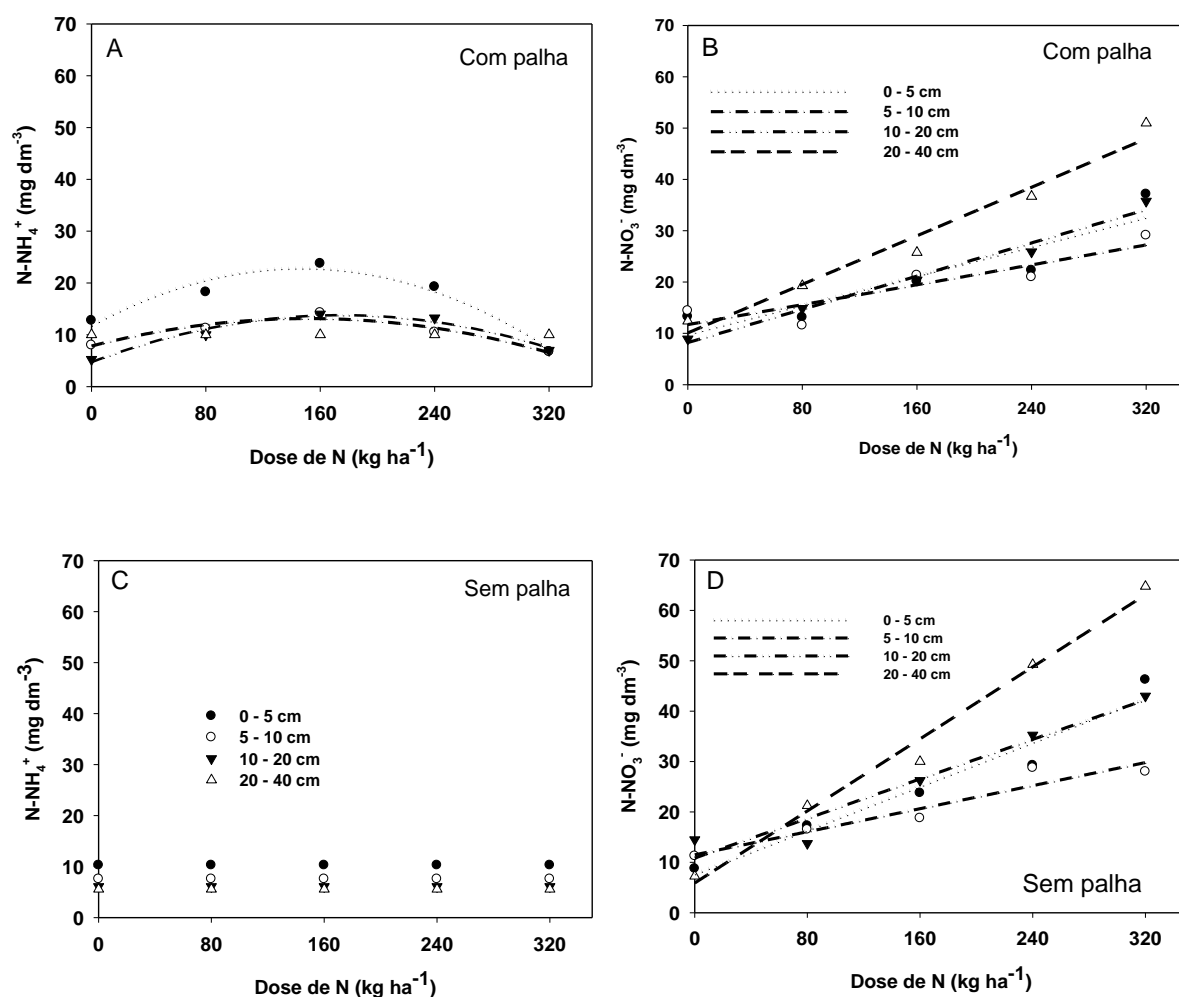 A
Com palha
N-NH₄⁺ (mg dm⁻³)
70
60
50
40
30
20
10
0
0 80 160 240 320
Dose de N (kg ha⁻¹)
B
Com palha
0 - 5 cm
5 - 10 cm
10 - 20 cm
20 - 40 cm
N-NO₃⁻ (mg dm⁻³)
70
60
50
40
30
20
10
0
0 80 160 240 320
Dose de N (kg ha⁻¹)
C
Sem palha
0 - 5 cm
5 - 10 cm
10 - 20 cm
20 - 40 cm
N-NH₄⁺ (mg dm⁻³)
70
60
50
40
30
20
10
0
0 80 160 240 320
Dose de N (kg ha⁻¹)
D
0 - 5 cm
5 - 10 cm
10 - 20 cm
20 - 40 cm
Sem palha
N-NO₃⁻ (mg dm⁻³)
70
60
50
40
30
20
10
0
0 80 160 240 320
Dose de N (kg ha⁻¹)